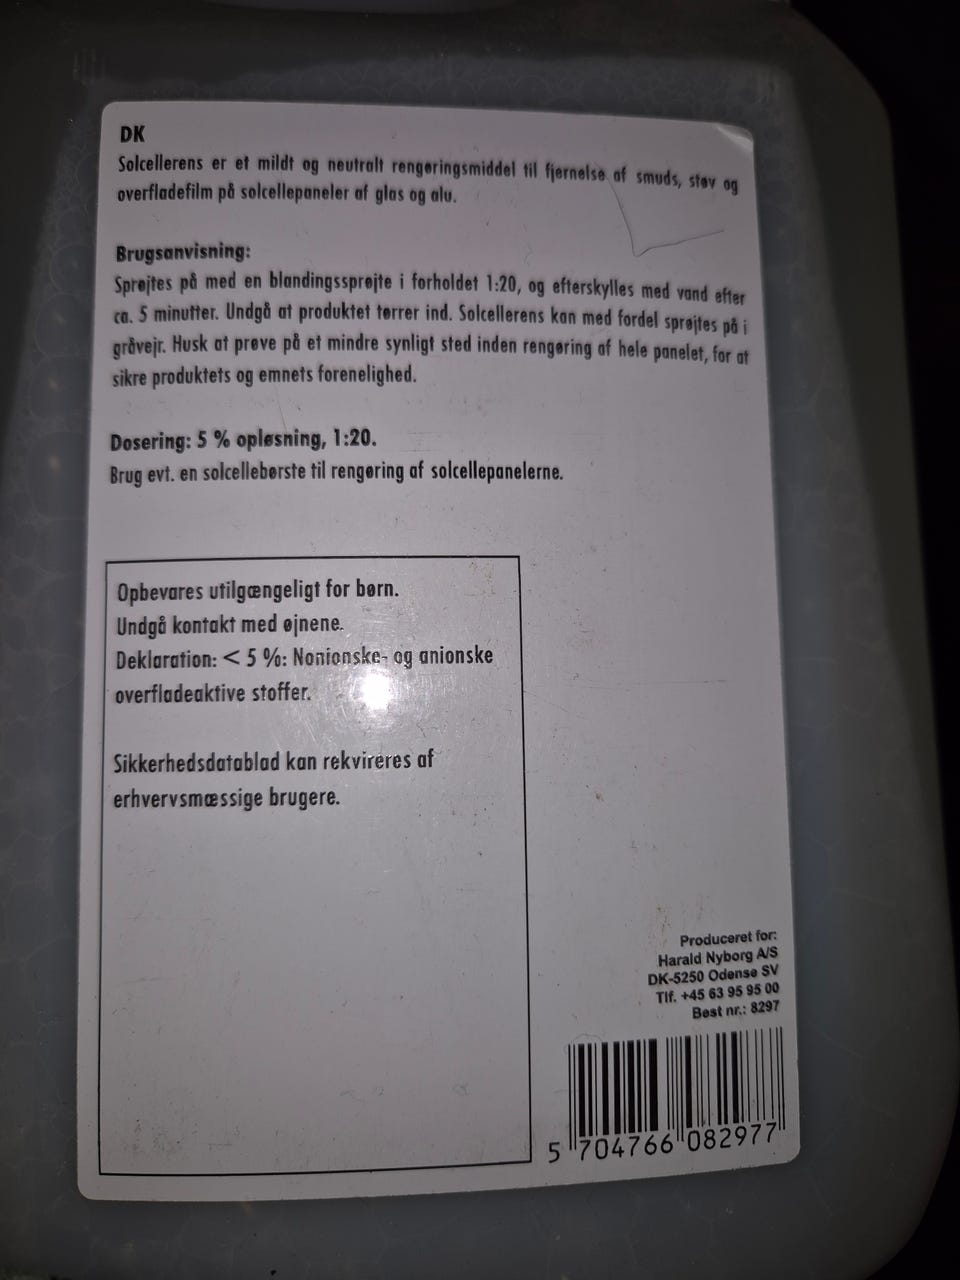 DK
Solcellerens er et mildt og neutralt rengøringsmiddel til fjernelse af smuds, støv og
overfladefilm på solcellepaneler af glas og alu.
Brugsanvisning:
Sprøjtes på med en blandingssprøjte i forholdet 1:20, og efterskylles med vand efter
ca. 5 minutter. Undgå at produktet tørrer ind. Solcellerens kan med fordel sprøjtes på i
gråvejr. Husk at prøve på et mindre synligt sted inden rengøring af hele panelet, for at
sikre produktets og emnets forenelighed.
Dosering: 5 % opløsning, 1:20.
Brug evt. en solcellebørste til rengøring af solcellepanelerne.
Opbevares utilgængeligt for børn.
Undgå kontakt med øjnene.
Deklaration: < 5 %: Nonionske- og anionske
overfladeaktive stoffer.
Sikkerhedsdatablad kan rekvireres af
erhvervsmæssige brugere.
Produceret for:
Harald Nyborg A/S
DK-5250 Odense SV
Tlf. +45 63 95 95 00
Best nr.: 8297
5 704766 082977